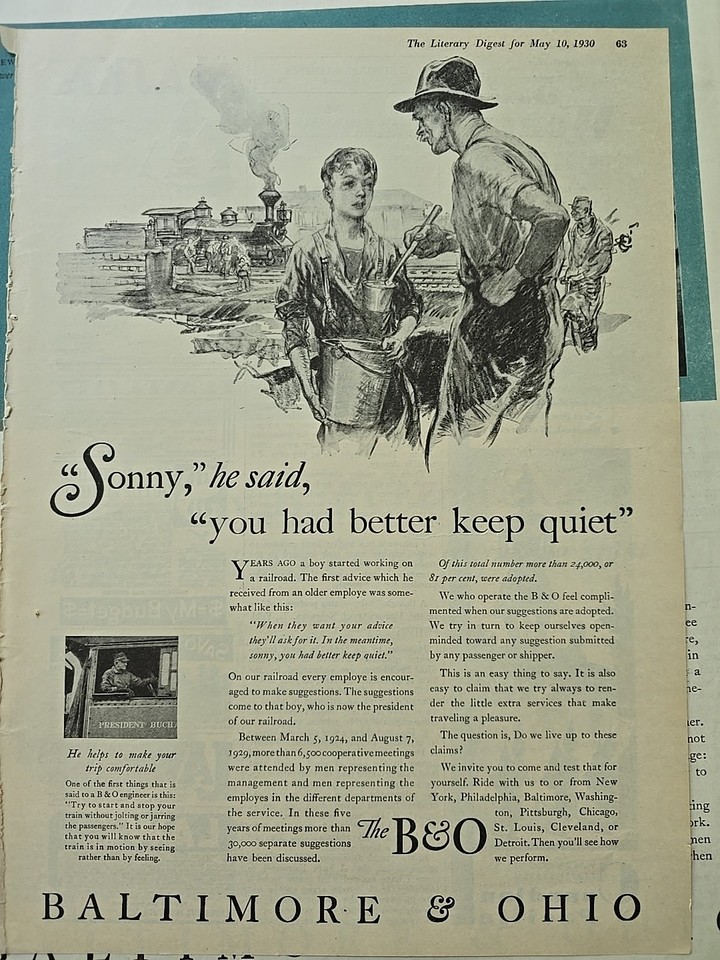 The Literary Digest for May 10, 1930 63
“Sonny,” he said,
“you had better keep quiet”
YEARS AGO a boy started working on
a railroad. The first advice which he
received from an older employe was some-
what like this:
“When they want your advice
they’ll ask for it. In the meantime,
sonny, you had better keep quiet.”
On our railroad every employe is encour-
aged to make suggestions. The suggestions
come to that boy, who is now the president
of our railroad.
Between March 5, 1924, and August 7,
1929, more than 6,500 cooperative meetings
were attended by men representing the
management and men representing the
employes in the different departments of
the service. In these five
years of meetings more than
30,000 separate suggestions
have been discussed.
Of this total number more than 24,000, or
81 per cent, were adopted.
We who operate the B & O feel compli-
mented when our suggestions are adopted.
We try in turn to keep ourselves open-
minded toward any suggestion submitted
by any passenger or shipper.
This is an easy thing to say. It is also
easy to claim that we try always to ren-
der the little extra services that make
traveling a pleasure.
The question is, Do we live up to these
claims?
We invite you to come and test that for
yourself. Ride with us to or from New
York, Philadelphia, Baltimore, Washing-
ton, Pittsburgh, Chicago,
St. Louis, Cleveland, or
Detroit. Then you’ll see how
we perform.
PRESIDENT BUCH
He helps to make your
trip comfortable
One of the first things that is
said to a B & O engineer is this:
“Try to start and stop your
train without jolting or jarring
the passengers.” It is our hope
that you will know that the
train is in motion by seeing
rather than by feeling.
The B&O
BALTIMORE & OHIO